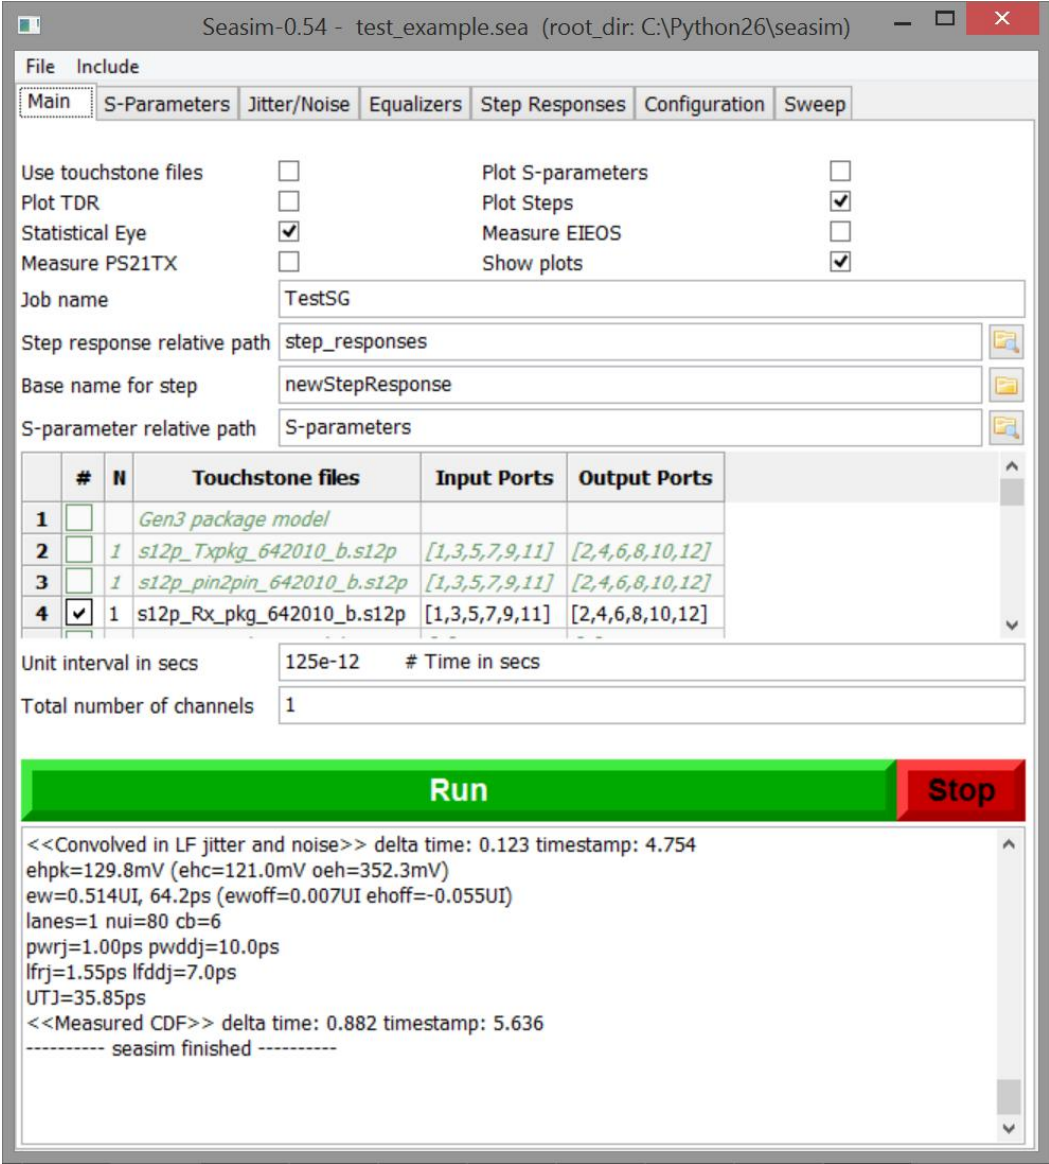 Seasim-0.54 - test_example.sea (root_dir: C:\Python26\seasim)
File Include
Main S-Parameters Jitter/Noise Equalizers Step Responses Configuration Sweep
Use touchstone files Plot S-parameters
Plot TDR Plot Steps
Statistical Eye Measure EIEOS
Measure PS21TX Show plots
Job name TestSG
Step response relative path step_responses
Base name for step newStepResponse
S-parameter relative path S-parameters
# N Touchstone files Input Ports Output Ports
1 Gen3 package model
2 1 s12p_Txpkg_642010_b.s12p [1,3,5,7,9,11] [2,4,6,8,10,12]
3 1 s12p_pin2pin_642010_b.s12p [1,3,5,7,9,11] [2,4,6,8,10,12]
4 1 s12p_Rx_pkg_642010_b.s12p [1,3,5,7,9,11] [2,4,6,8,10,12]
Unit interval in secs 125e-12 # Time in secs
Total number of channels 1
Run Stop
<<Convolved in LF jitter and noise>> delta time: 0.123 timestamp: 4.754
ehpk=129.8mV (ehc=121.0mV oeh=352.3mV)
ew=0.514UI, 64.2ps (ewoff=0.007UI ehoff=-0.055UI)
lanes=1 nui=80 cb=6
pwrj=1.00ps pwddj=10.0ps
lfrj=1.55ps lfddj=7.0ps
UTJ=35.85ps
<<Measured CDF>> delta time: 0.882 timestamp: 5.636
---------- seasim finished ----------